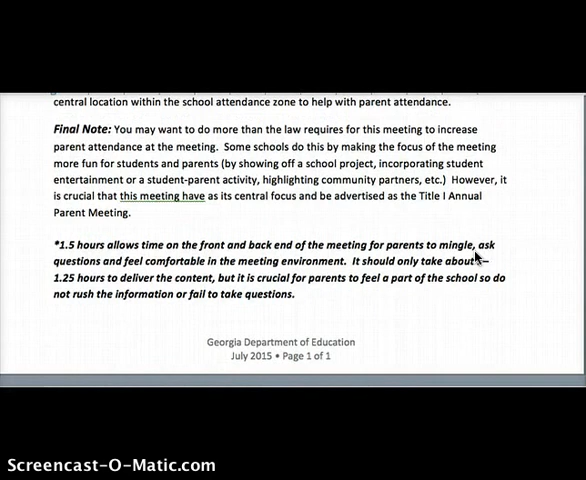 central location within the school attendance zone to help with parent attendance.
Final Note: You may want to do more than the law requires for this meeting to increase
parent attendance at the meeting. Some schools do this by making the focus of the meeting
more fun for students and parents (by showing off a school project, incorporating student
entertainment or a student-parent activity, highlighting community partners, etc.) However, it
is crucial that this meeting have as its central focus and be advertised as the Title I Annual
Parent Meeting.
*1.5 hours allows time on the front and back end of the meeting for parents to mingle, ask
questions and feel comfortable in the meeting environment. It should only take about
1.25 hours to deliver the content, but it is crucial for parents to feel a part of the school so do
not rush the information or fail to take questions.
Georgia Department of Education
July 2015 • Page 1 of 1
Screencast-O-Matic.com